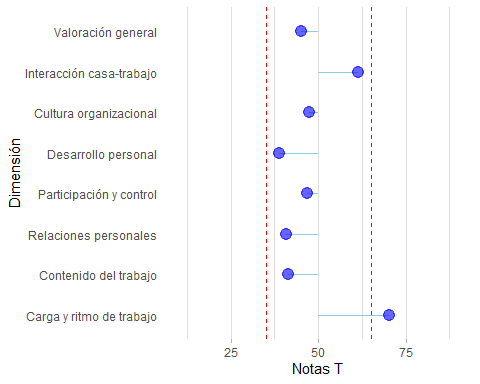 Valoración general
Interacción casa-trabajo
Cultura organizacional
Desarrollo personal
Participación y control
Relaciones personales
Contenido del trabajo
Carga y ritmo de trabajo
Dimensión
25 50 75
Notas T